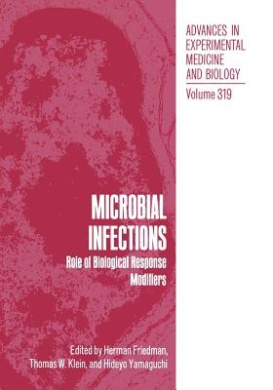 ADVANCES IN
EXPERIMENTAL
MEDICINE
AND BIOLOGY
Volume 319
MICROBIAL
INFECTIONS
Role of Biological Response
Modifiers
Edited by Herman Friedman,
Thomas W. Klein, and Hideyo Yamaguchi